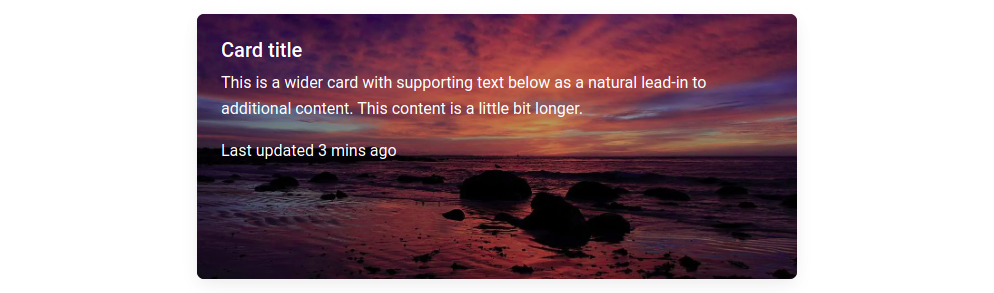 Card title
This is a wider card with supporting text below as a natural lead-in to
additional content. This content is a little bit longer.
Last updated 3 mins ago